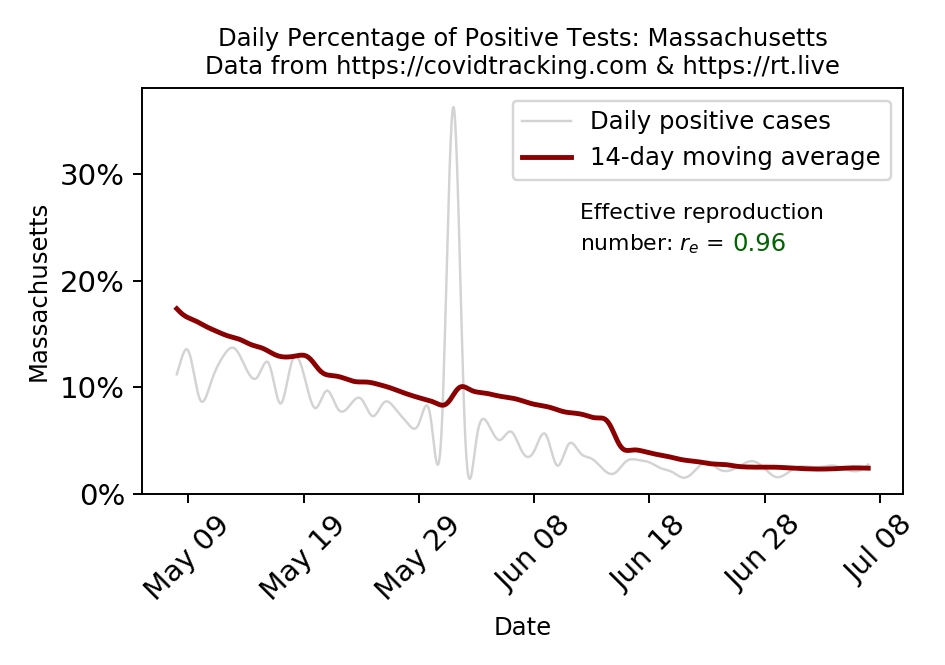 Daily Percentage of Positive Tests: Massachusetts
Data from https://covidtracking.com & https://rt.live
Daily positive cases
14-day moving average
Effective reproduction
number: rₑ = 0.96
30%
20%
10%
0%
Massachusetts
May 09
May 19
May 29
Jun 08
Jun 18
Jun 28
Jul 08
Date